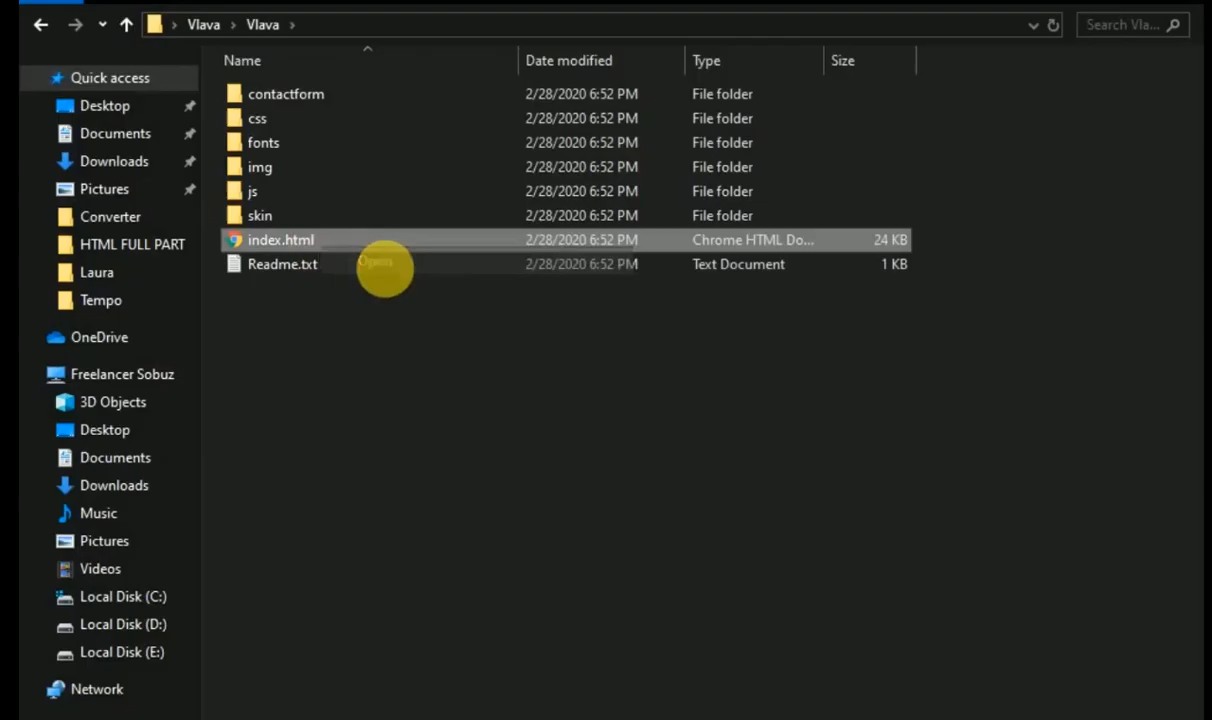 Vlava Vlava Search Vla...
Name Date modified Type Size
Quick access
Desktop
Documents
Downloads
Pictures
Converter
HTML FULL PART
Laura
Tempo
OneDrive
Freelancer Sobuz
3D Objects
Desktop
Documents
Downloads
Music
Pictures
Videos
Local Disk (C:)
Local Disk (D:)
Local Disk (E:)
Network
contactform 2/28/2020 6:52 PM File folder
css 2/28/2020 6:52 PM File folder
fonts 2/28/2020 6:52 PM File folder
img 2/28/2020 6:52 PM File folder
js 2/28/2020 6:52 PM File folder
skin 2/28/2020 6:52 PM File folder
index.html 2/28/2020 6:52 PM Chrome HTML Do... 24 KB
Open
Readme.txt 2/28/2020 6:52 PM Text Document 1 KB